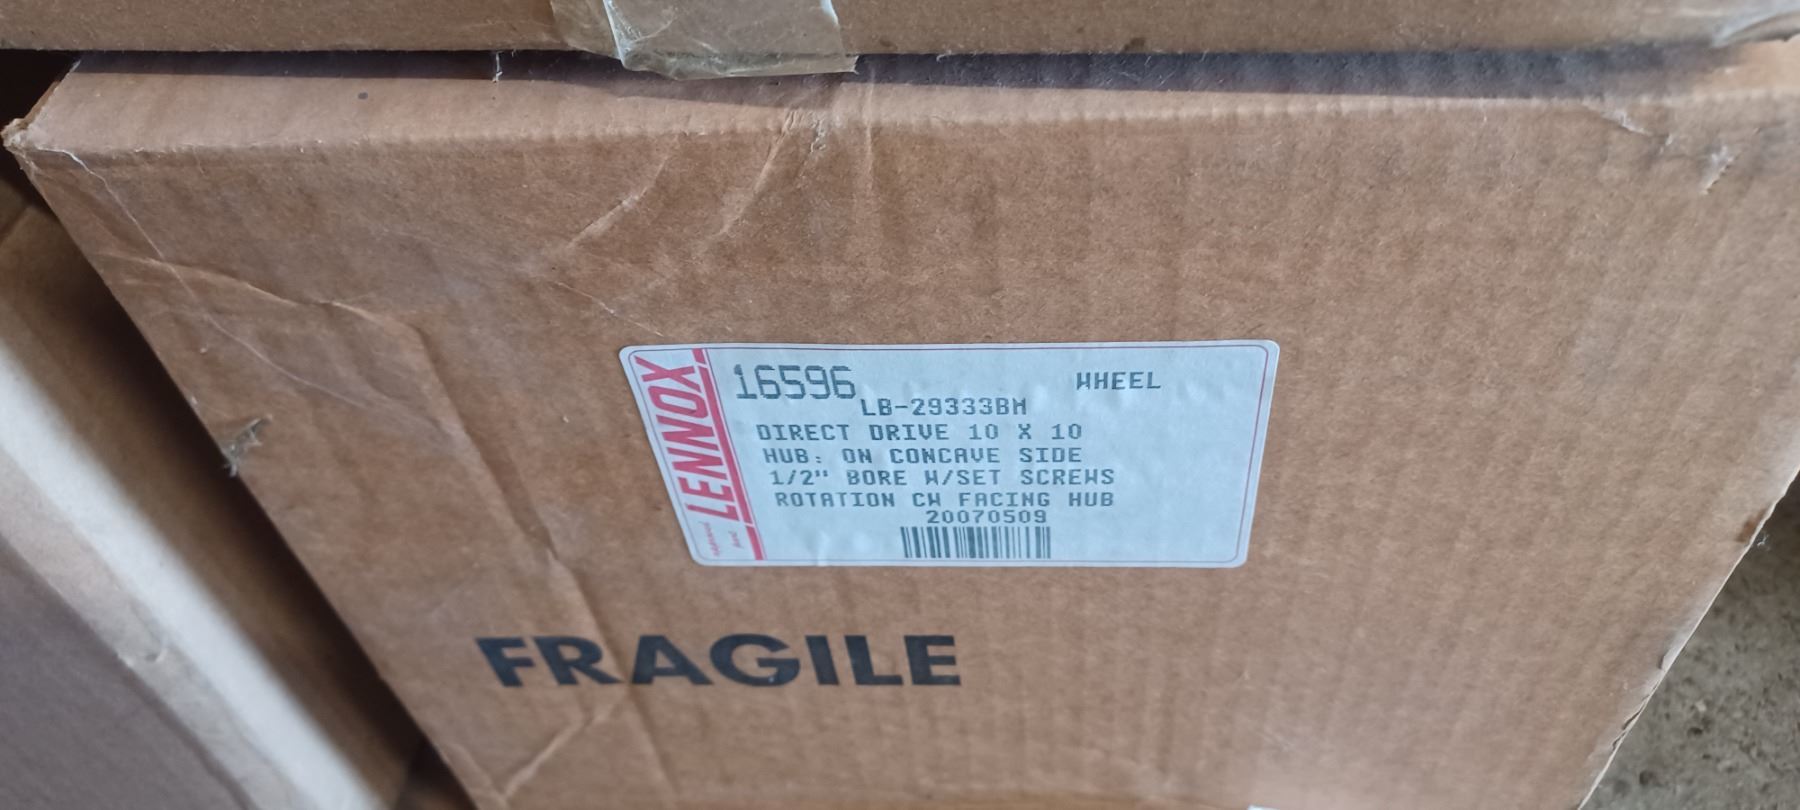 LENNOX
16596 WHEEL
LB-29333BM
DIRECT DRIVE 10 X 10
HUB: ON CONCAVE SIDE
1/2" BORE W/SET SCREWS
ROTATION CW FACING HUB
20070509
FRAGILE